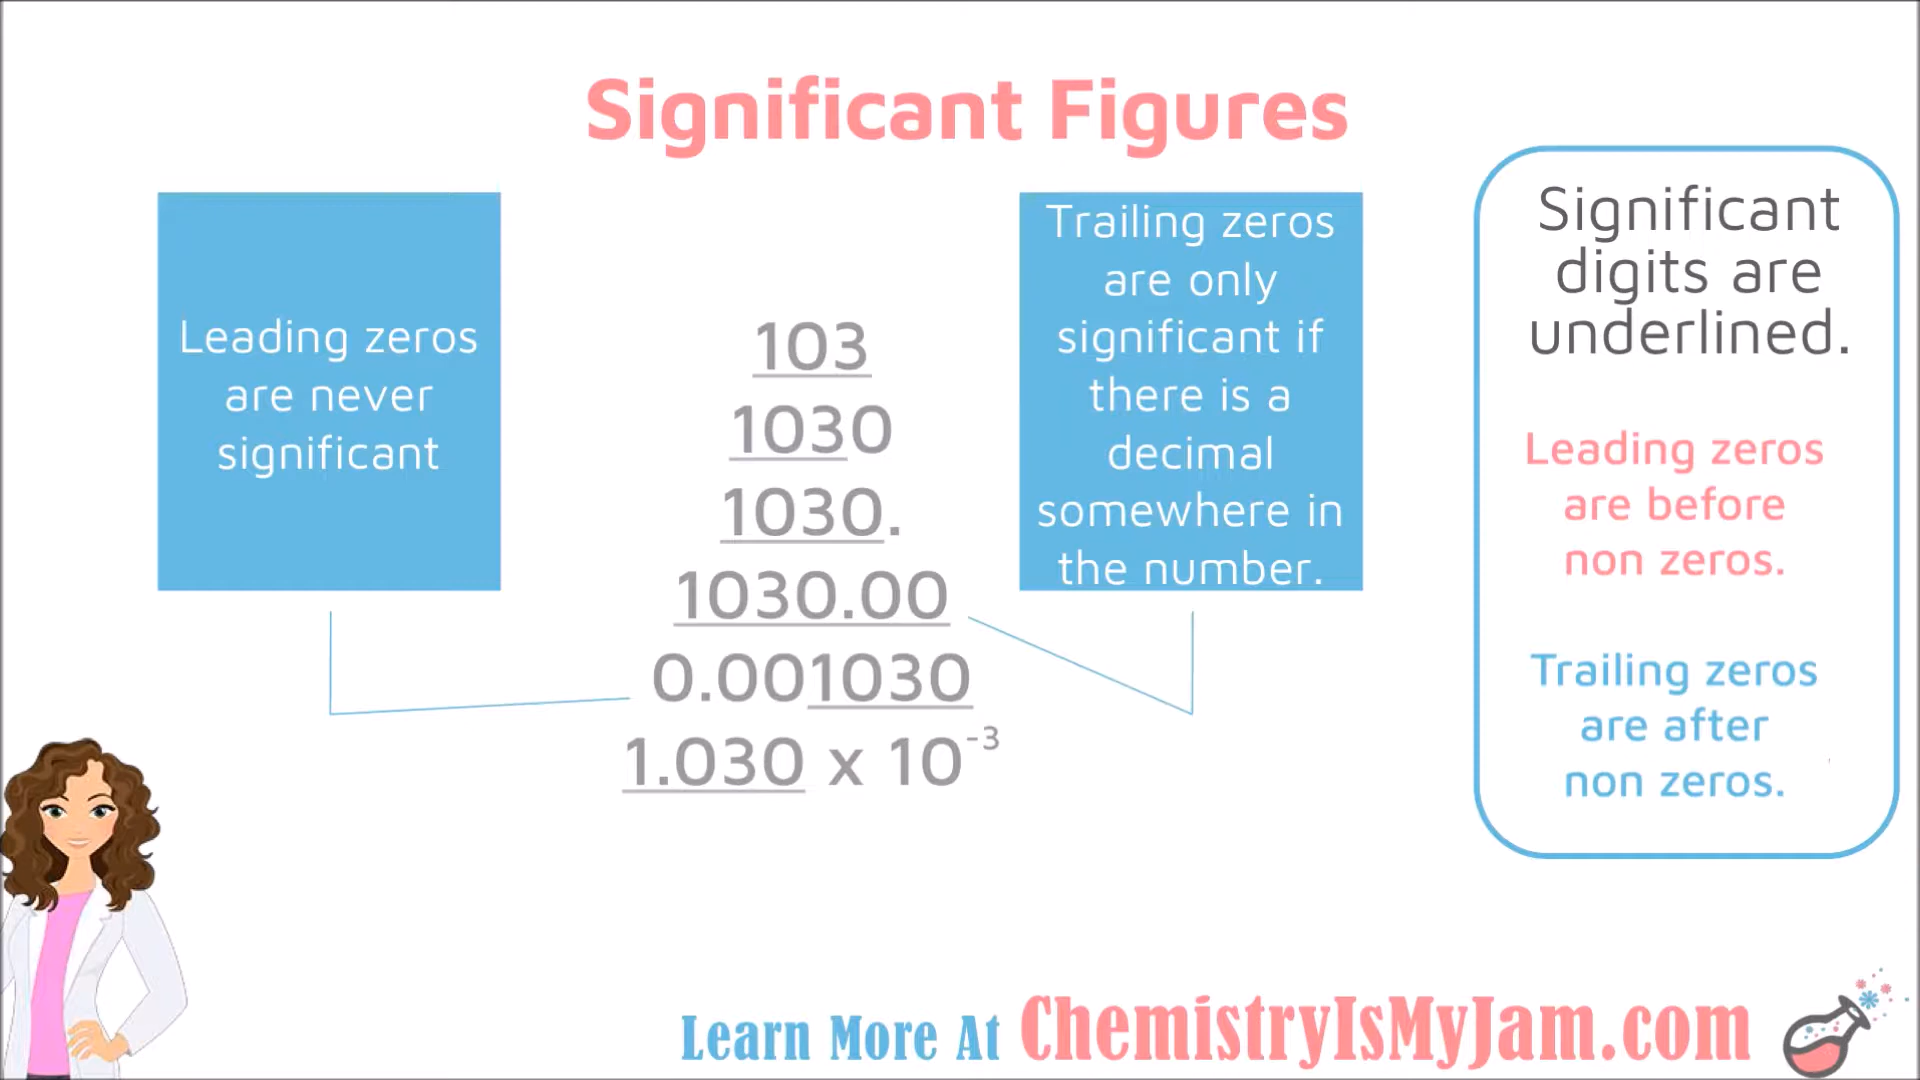 Significant Figures
Leading zeros
are never
significant
103
1030
1030.
1030.00
0.001030
1.030 x 10⁻³
Trailing zeros
are only
significant if
there is a
decimal
somewhere in
the number.
Significant
digits are
underlined.
Leading zeros
are before
non zeros.
Trailing zeros
are after
non zeros.
Learn More At ChemistryIsMyJam.com